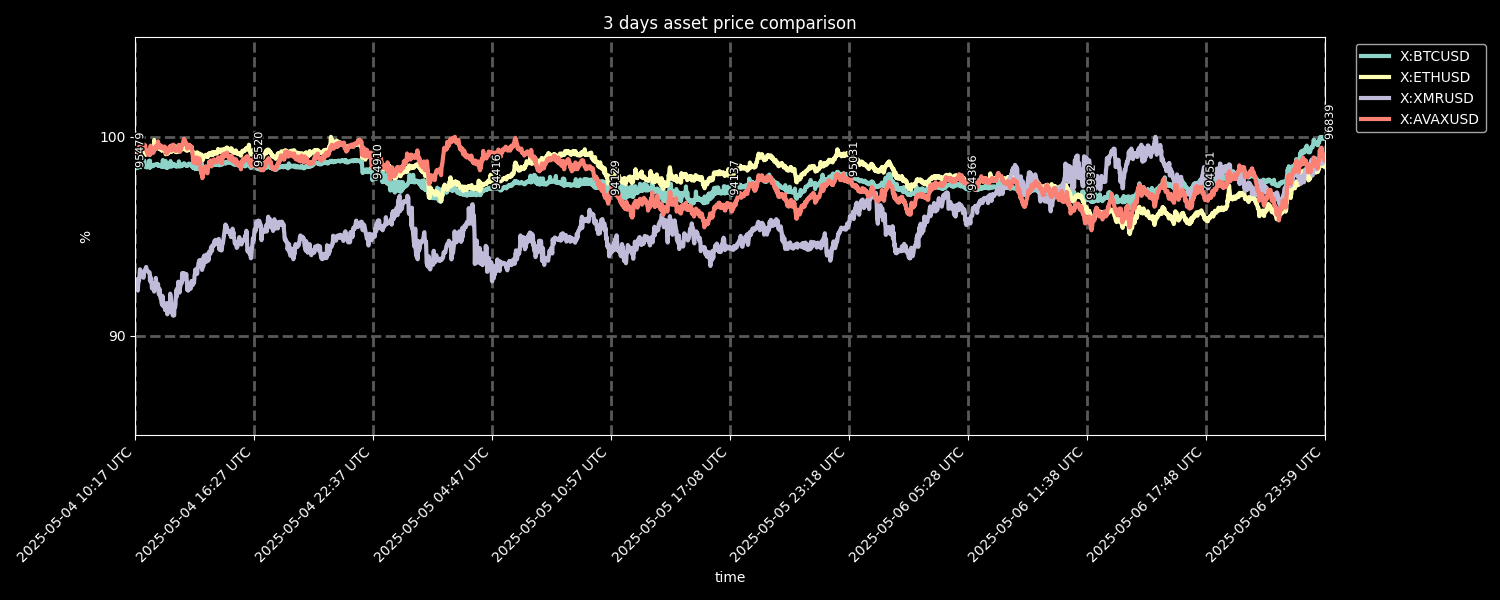 3 days asset price comparison
X:BTCUSD
X:ETHUSD
X:XMRUSD
X:AVAXUSD
100
90
%
95520
94910
94416
94129
94137
95031
94366
93932
94551
96839
2025-05-04 10:17 UTC
2025-05-04 16:27 UTC
2025-05-04 22:37 UTC
2025-05-05 04:47 UTC
2025-05-05 10:57 UTC
2025-05-05 17:08 UTC
2025-05-05 23:18 UTC
2025-05-06 05:28 UTC
2025-05-06 11:38 UTC
2025-05-06 17:48 UTC
2025-05-06 23:59 UTC
time